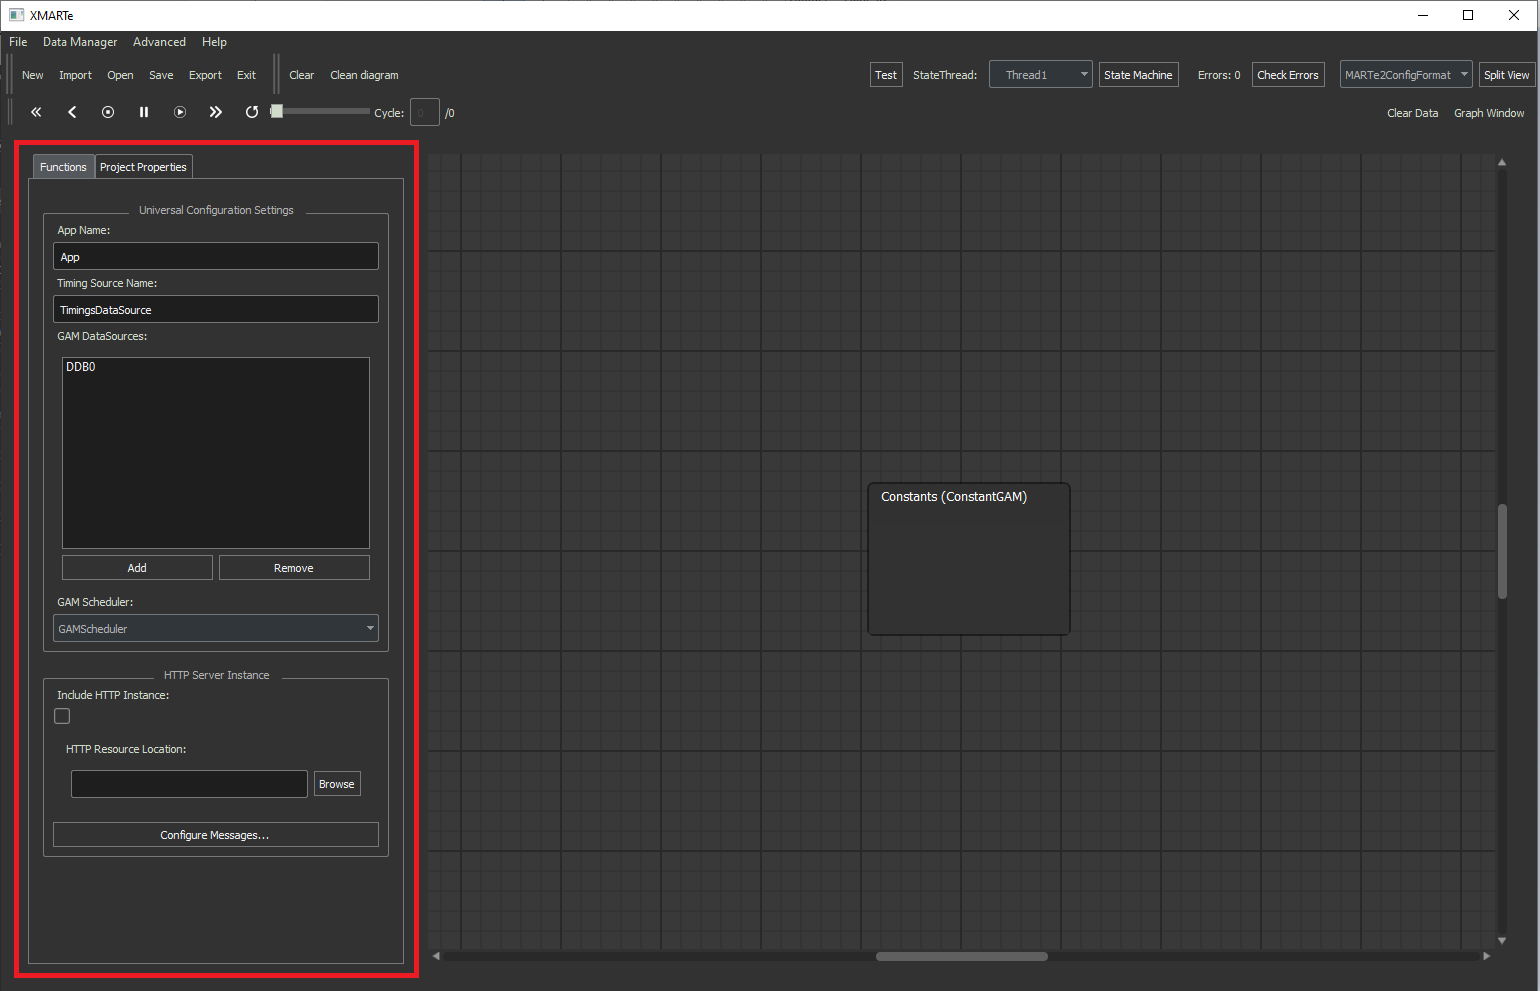 XMARTe
File Data Manager Advanced Help
New Import Open Save Export Exit Clear Clean diagram Test StateThread: Thread1 State Machine Errors: 0 Check Errors MARTe2ConfigFormat Split View
Cycle: 0 /0 Clear Data Graph Window
Functions Project Properties
Universal Configuration Settings
App Name:
App
Timing Source Name:
TimingsDataSource
GAM DataSources:
DDB0
Add Remove
GAM Scheduler:
GAMScheduler
HTTP Server Instance
Include HTTP Instance:
HTTP Resource Location:
Browse
Configure Messages...
Constants (ConstantGAM)